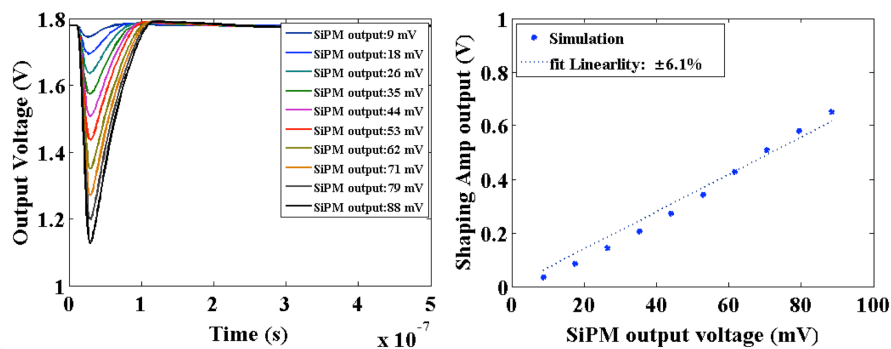 1.8
1.6
1.4
1.2
1
Output Voltage (V)
SiPM output:9 mV
SiPM output:18 mV
SiPM output:26 mV
SiPM output:35 mV
SiPM output:44 mV
SiPM output:53 mV
SiPM output:62 mV
SiPM output:71 mV
SiPM output:79 mV
SiPM output:88 mV
0 1 2 3 4 5
Time (s)
x 10-7
1
0.8
0.6
0.4
0.2
0
Shaping Amp output (V)
Simulation
fit Linearlity: ±6.1%
0 20 40 60 80 100
SiPM output voltage (mV)